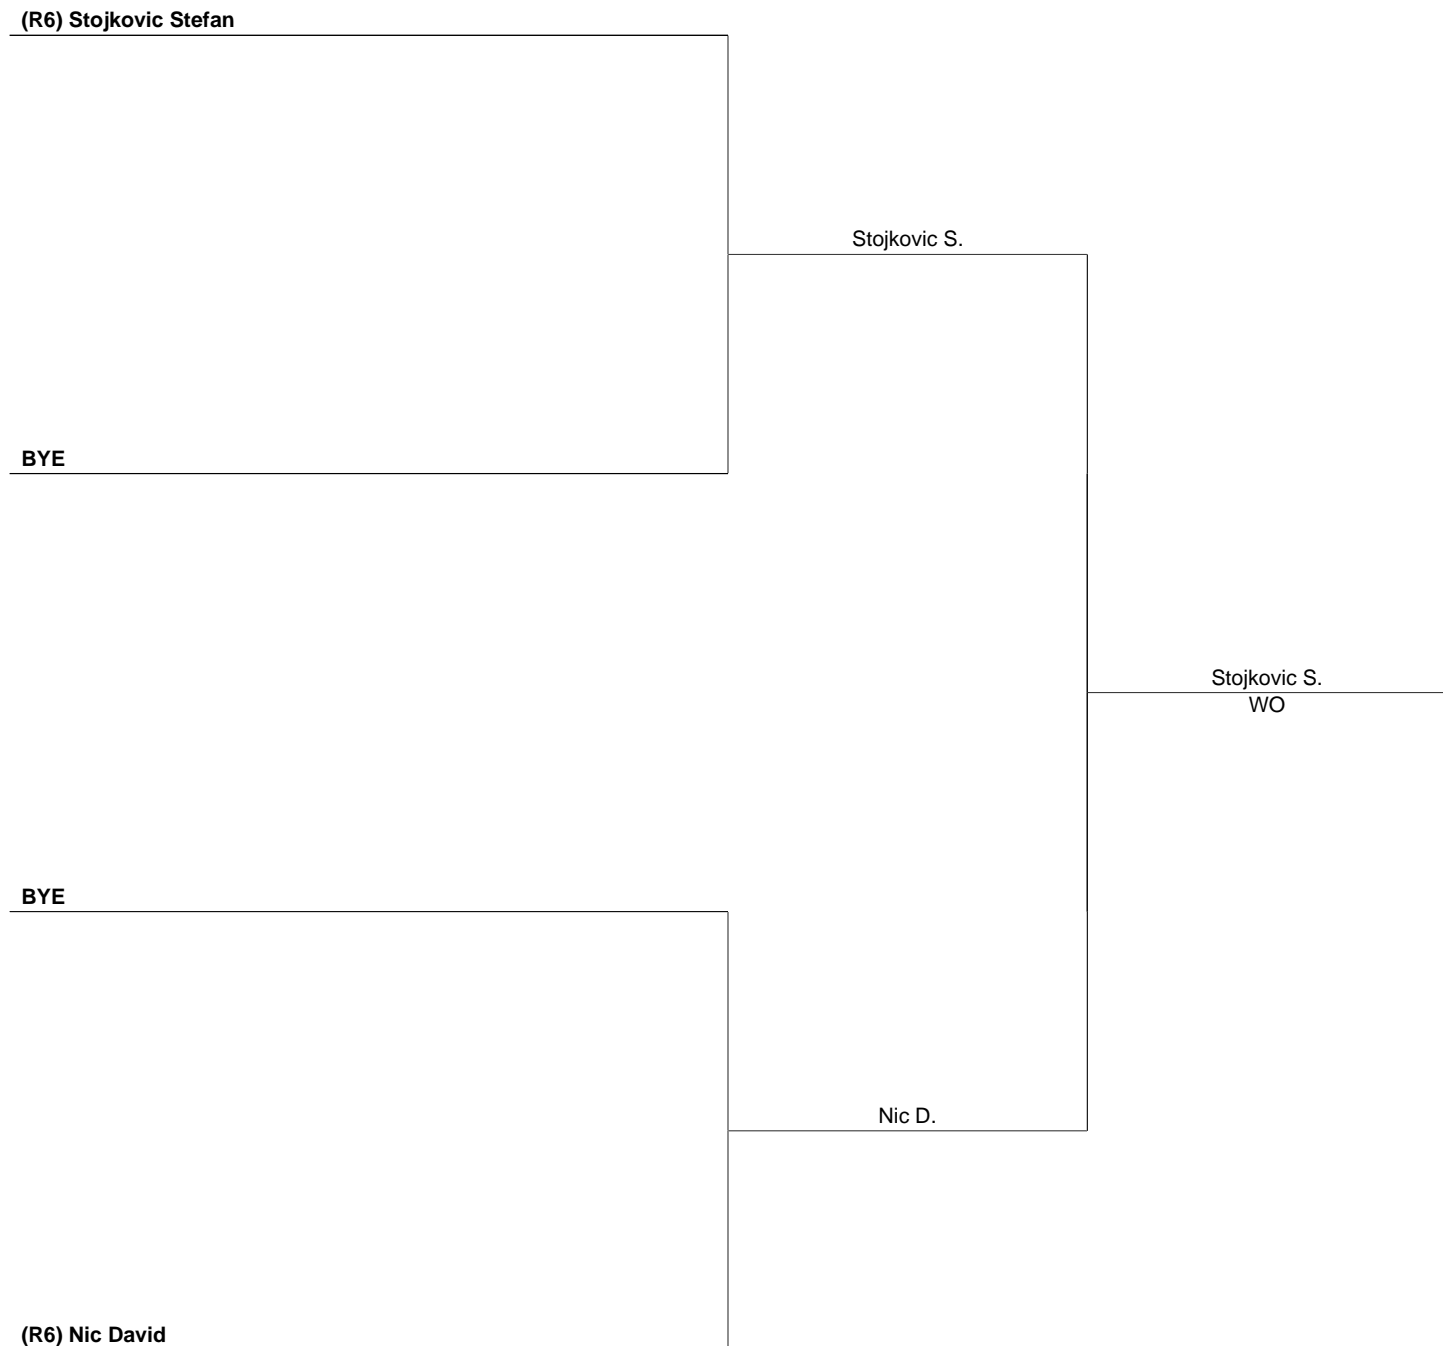 (R6) Stojkovic Stefan
Stojkovic S.
BYE
Stojkovic S.
WO
BYE
Nic D.
(R6) Nic David